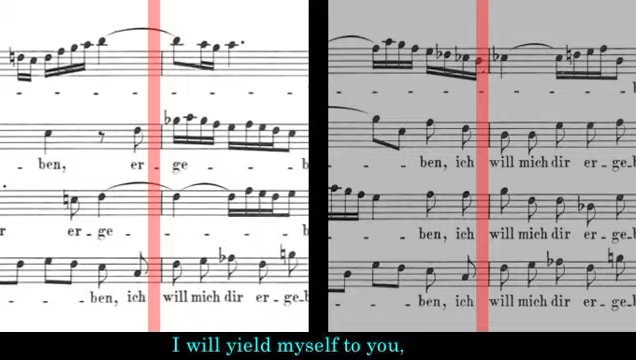 ben, er - ge - - - ben, ich
r er - ge - - - will mich dir er - ge - b
ben, ich will mich dir er - ge - b
- - ben, ich will mich dir er - ge - b - - ben, ich will mich dir er - ge - b
I will yield myself to you,